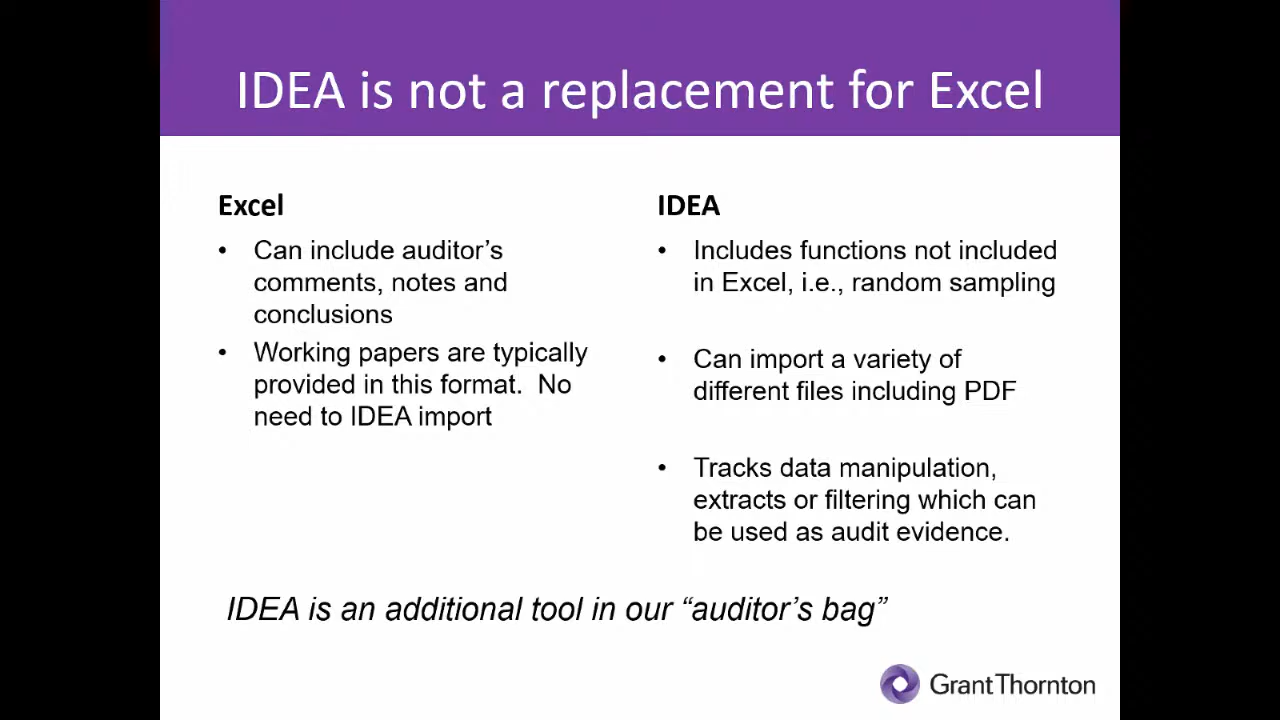 IDEA is not a replacement for Excel
Excel
• Can include auditor’s
comments, notes and
conclusions
• Working papers are typically
provided in this format.  No
need to IDEA import
IDEA
• Includes functions not included
in Excel, i.e., random sampling
• Can import a variety of
different files including PDF
• Tracks data manipulation,
extracts or filtering which can
be used as audit evidence.
IDEA is an additional tool in our “auditor’s bag”
Grant Thornton